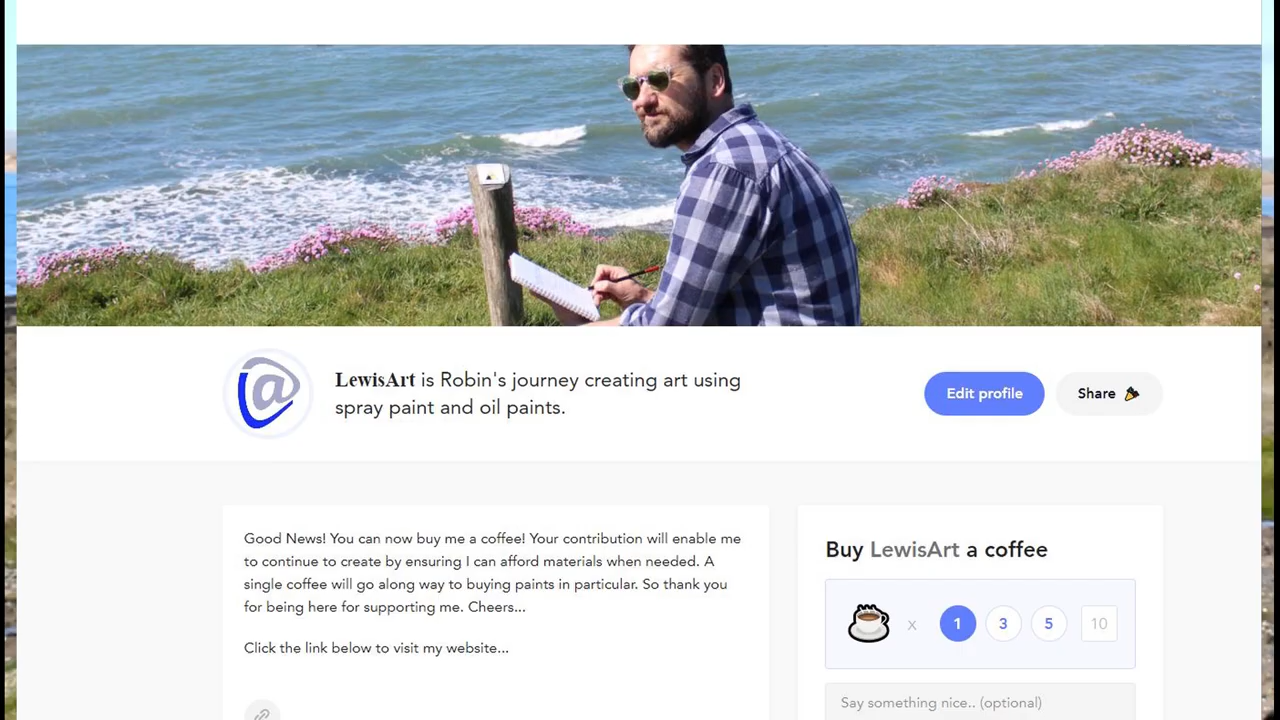 LewisArt is Robin's journey creating art using
spray paint and oil paints.
Edit profile
Share
Good News! You can now buy me a coffee! Your contribution will enable me
to continue to create by ensuring I can afford materials when needed. A
single coffee will go along way to buying paints in particular. So thank you
for being here for supporting me. Cheers...
Click the link below to visit my website...
Buy LewisArt a coffee
x 1 3 5 10
Say something nice.. (optional)